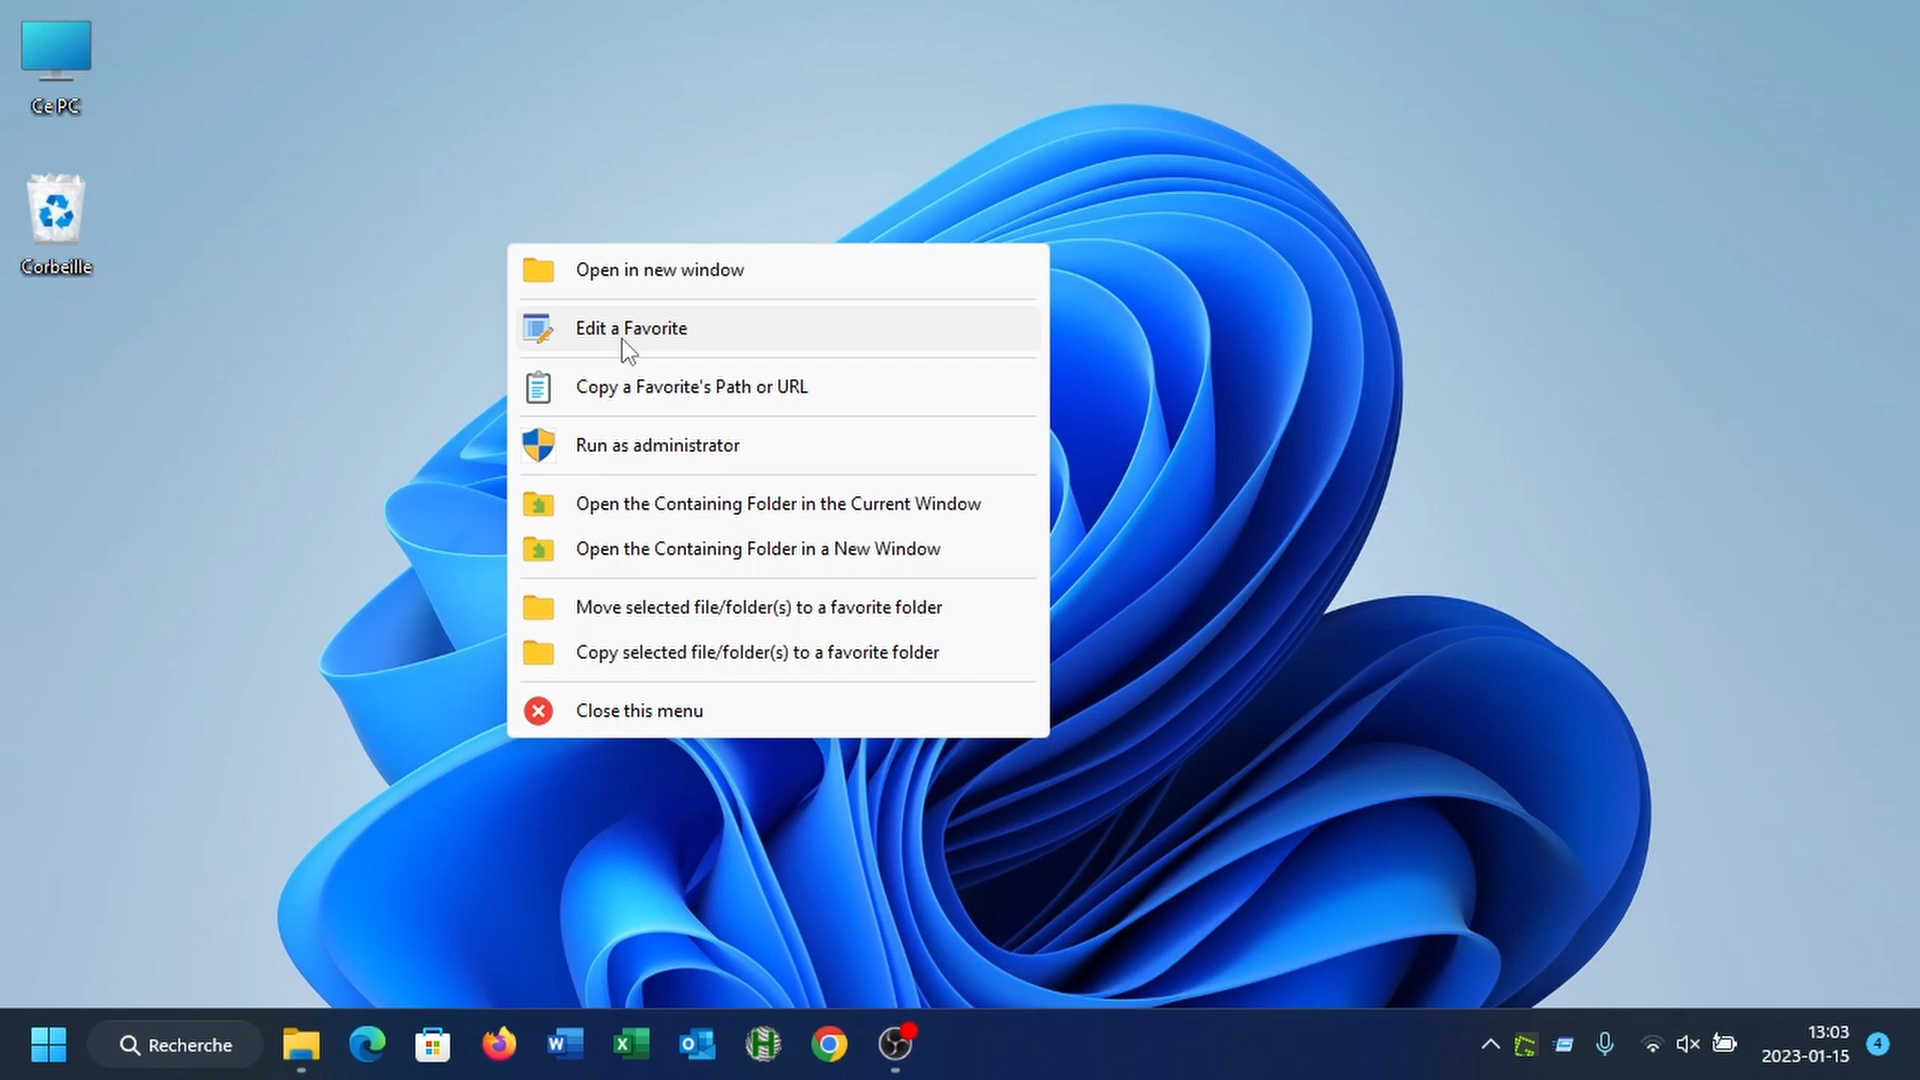 Ce PC
Corbeille
Open in new window
Edit a Favorite
Copy a Favorite's Path or URL
Run as administrator
Open the Containing Folder in the Current Window
Open the Containing Folder in a New Window
Move selected file/folder(s) to a favorite folder
Copy selected file/folder(s) to a favorite folder
Close this menu
Recherche
13:03
2023-01-15
4